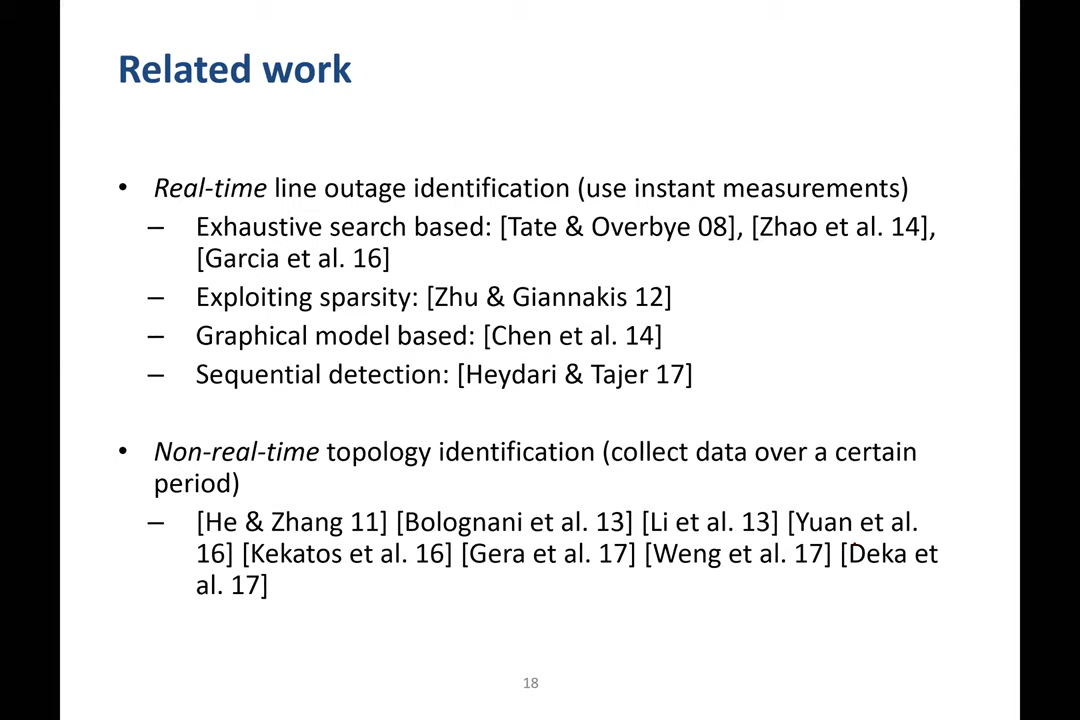 Related work
• Real-time line outage identification (use instant measurements)
– Exhaustive search based: [Tate & Overbye 08], [Zhao et al. 14],
[Garcia et al. 16]
– Exploiting sparsity: [Zhu & Giannakis 12]
– Graphical model based: [Chen et al. 14]
– Sequential detection: [Heydari & Tajer 17]
• Non-real-time topology identification (collect data over a certain
period)
– [He & Zhang 11] [Bolognani et al. 13] [Li et al. 13] [Yuan et al.
16] [Kekatos et al. 16] [Gera et al. 17] [Weng et al. 17] [Deka et
al. 17]
18